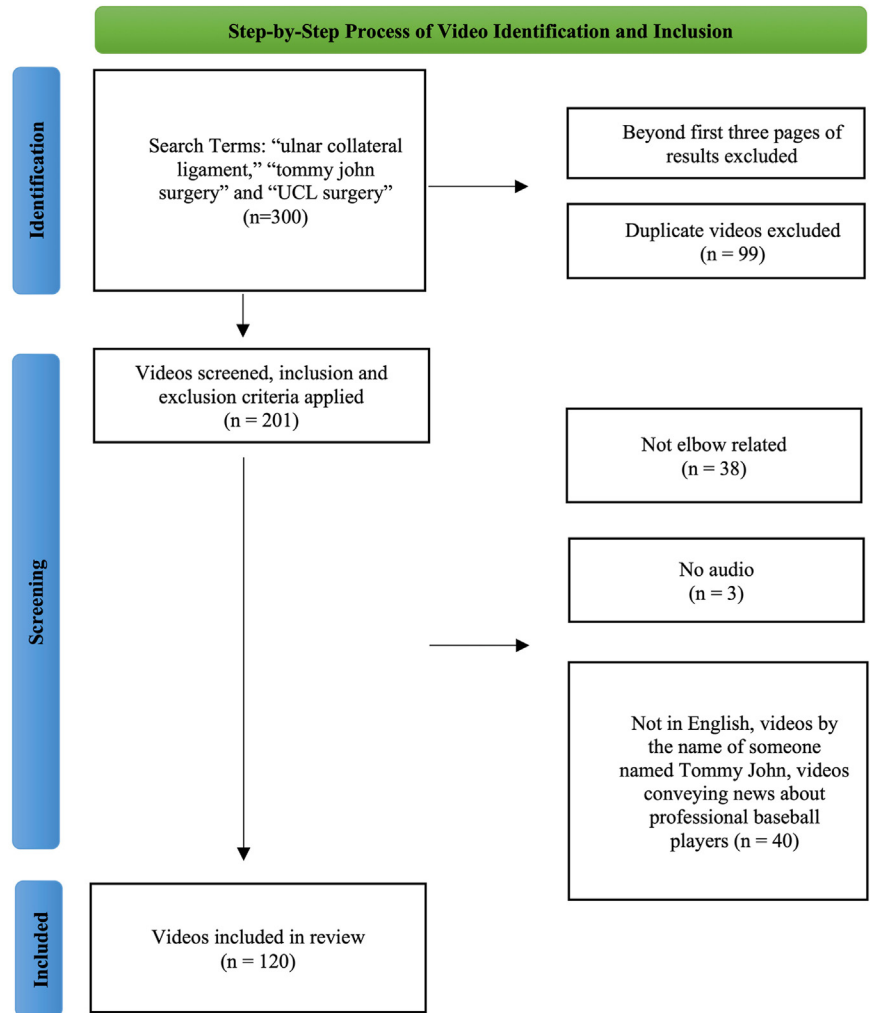 Step-by-Step Process of Video Identification and Inclusion
Identification
Search Terms: “ulnar collateral
ligament,” “tommy john
surgery” and “UCL surgery”
(n=300)
Beyond first three pages of
results excluded
Duplicate videos excluded
(n = 99)
Screening
Videos screened, inclusion and
exclusion criteria applied
(n = 201)
Not elbow related
(n = 38)
No audio
(n = 3)
Not in English, videos by
the name of someone
named Tommy John, videos
conveying news about
professional baseball
players (n = 40)
Included
Videos included in review
(n = 120)